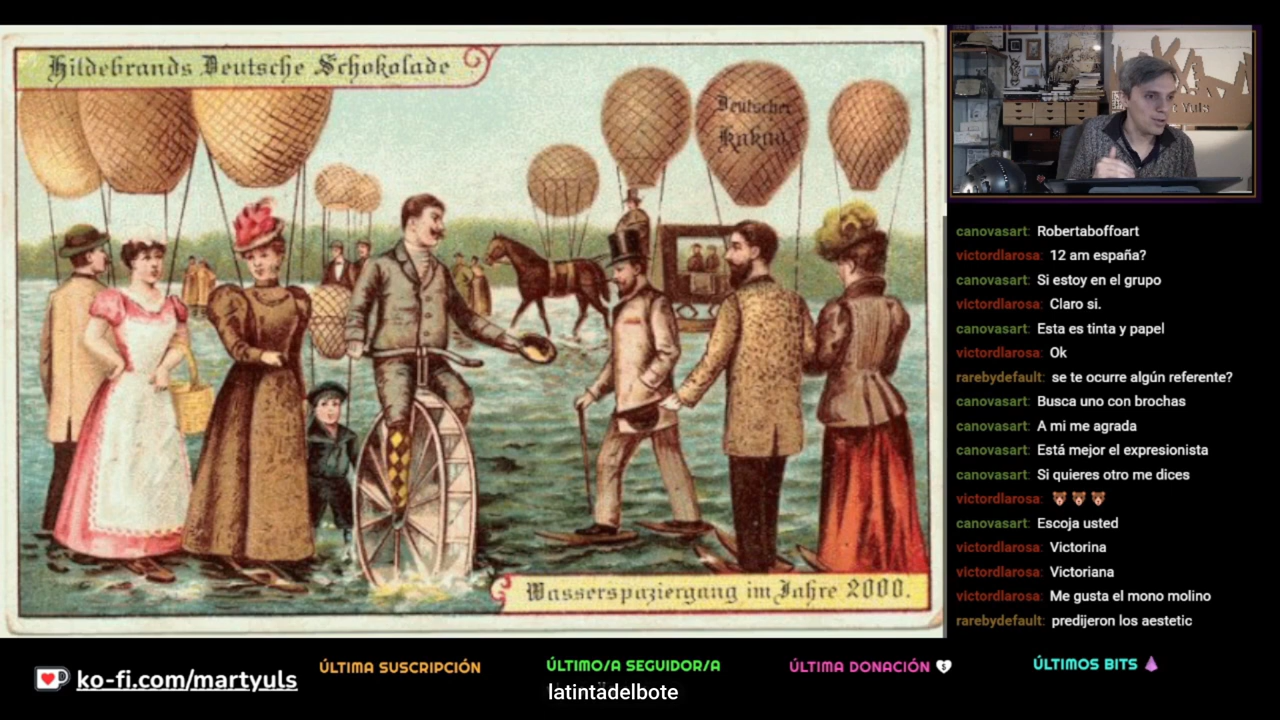 Hildebrands Deutsche Schokolade
Deutscher
Kakao
Wasserspaziergang im Jahre 2000.
canovasart: Robertaboffoart
victordlarosa: 12 am españa?
canovasart: Si estoy en el grupo
victordlarosa: Claro si.
canovasart: Esta es tinta y papel
victordlarosa: Ok
rarebydefault: se te ocurre algún referente?
canovasart: Busca uno con brochas
canovasart: A mi me agrada
canovasart: Está mejor el expresionista
canovasart: Si quieres otro me dices
victordlarosa: 🐻 🐻 🐻
canovasart: Escoja usted
victordlarosa: Victorina
victordlarosa: Victoriana
victordlarosa: Me gusta el mono molino
rarebydefault: predijeron los aestetic
ko-fi.com/martyuls
ÚLTIMA SUSCRIPCIÓN
ÚLTIMO/A SEGUIDOR/A
latintädelbote
ÚLTIMA DONACIÓN
ÚLTIMOS BITS